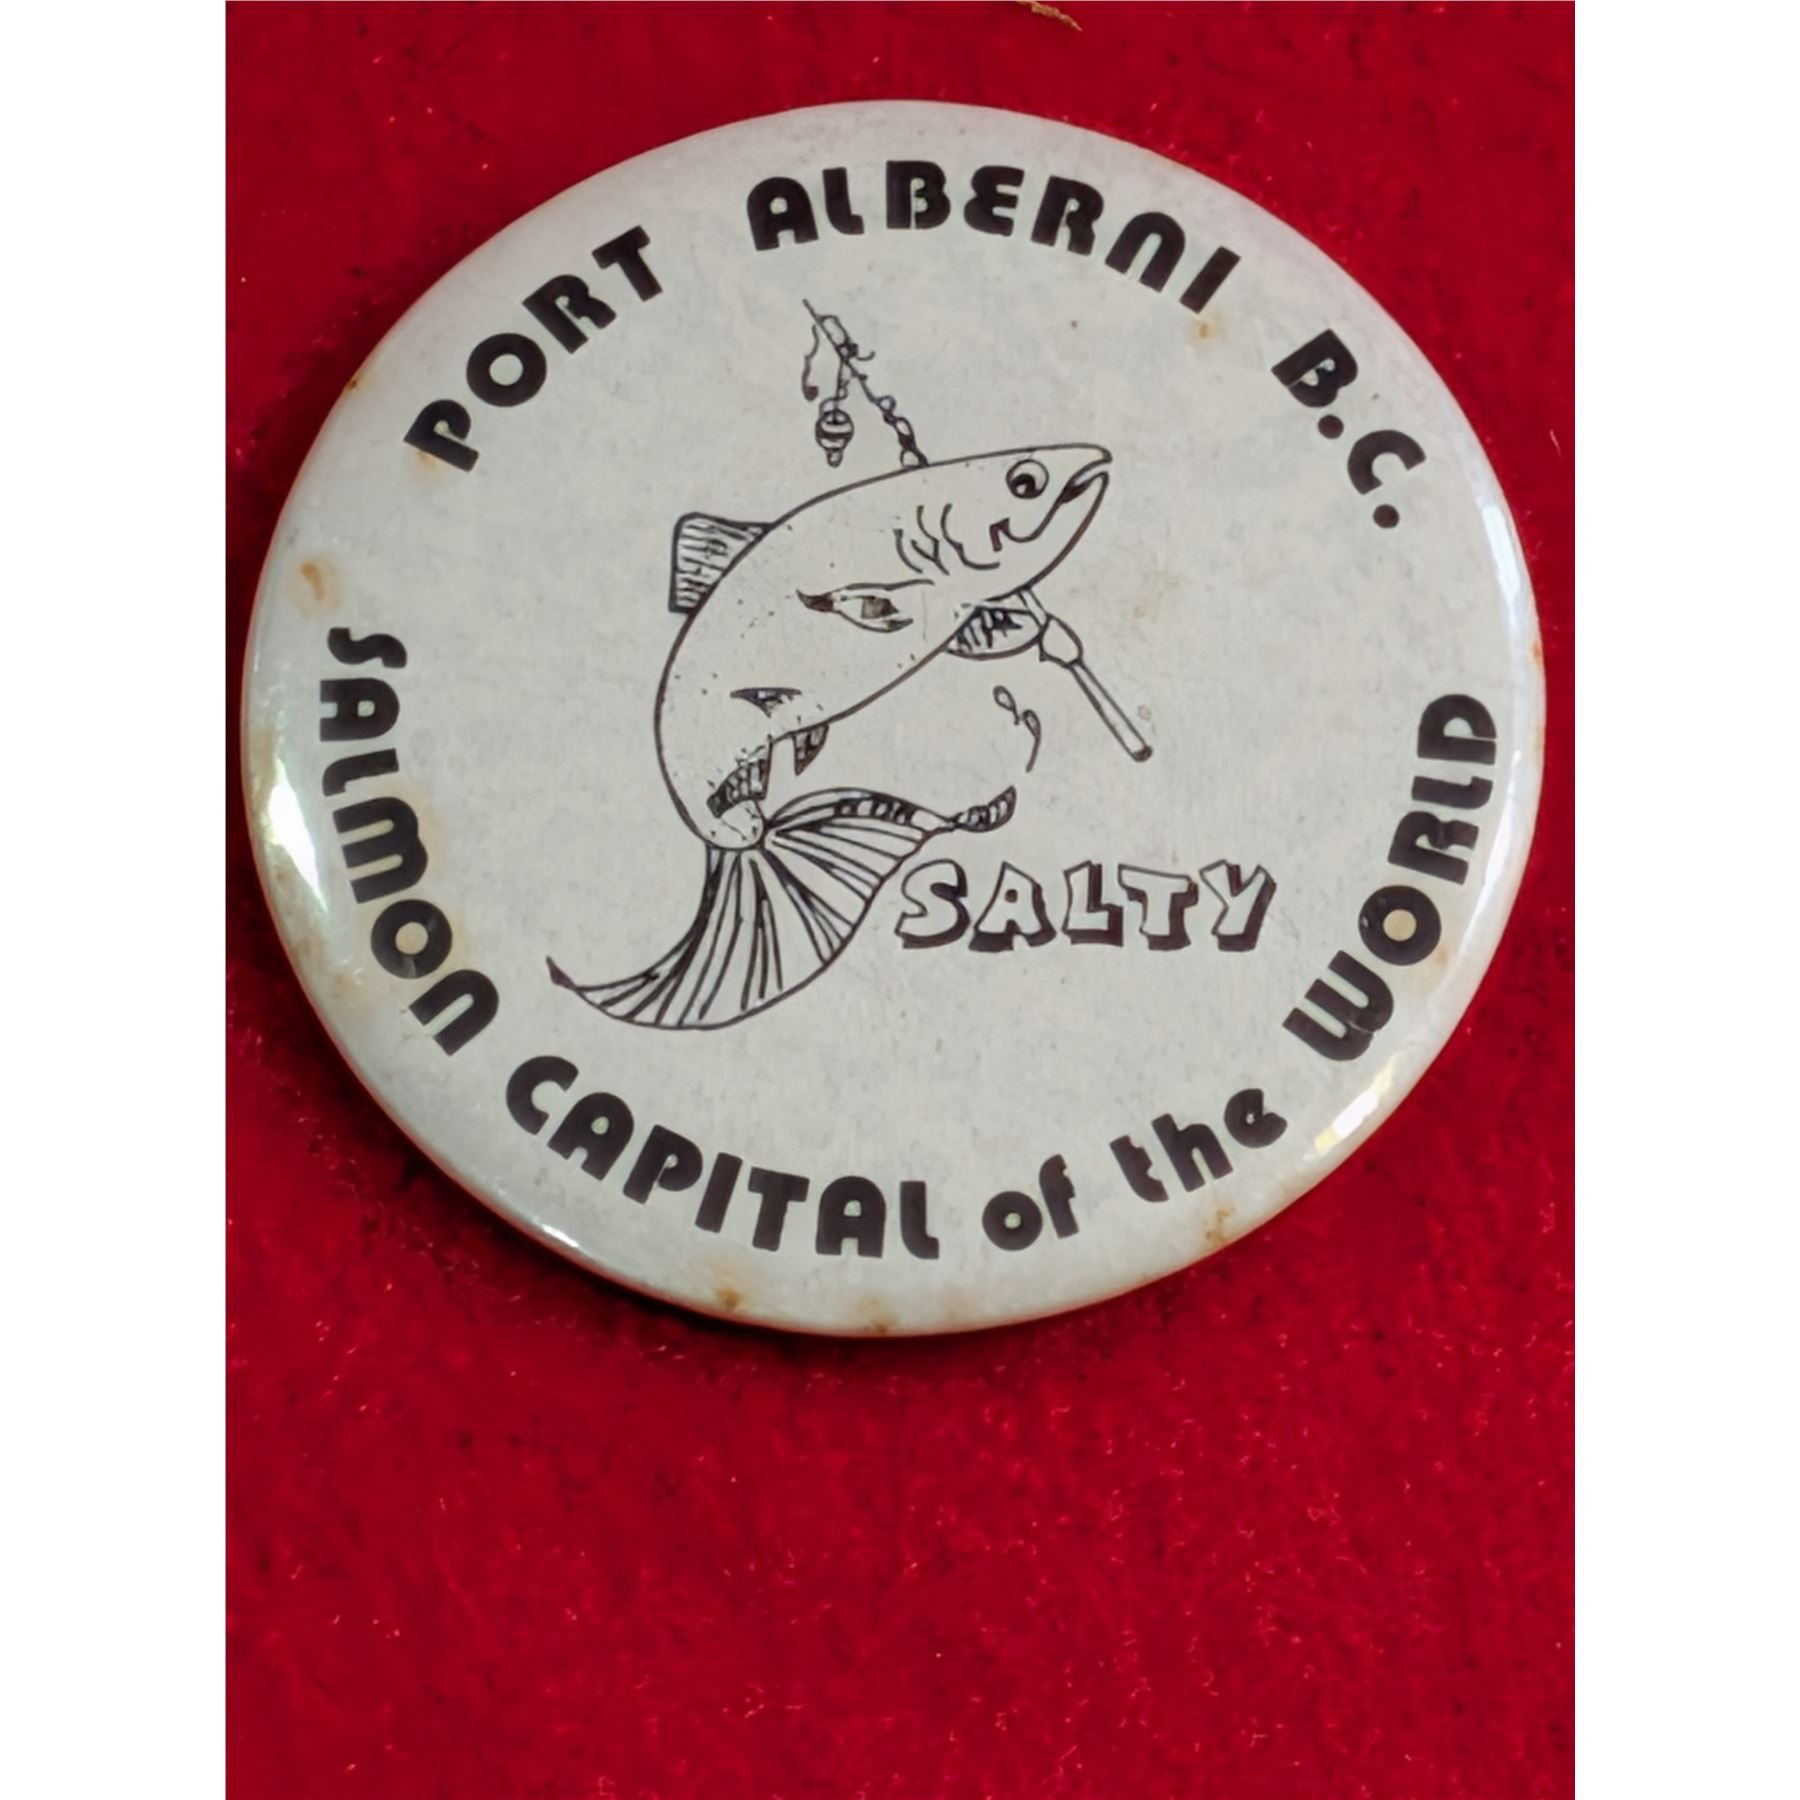 PORT ALBERNI B.C.
SALTY
SALMON CAPITAL of the WORLD